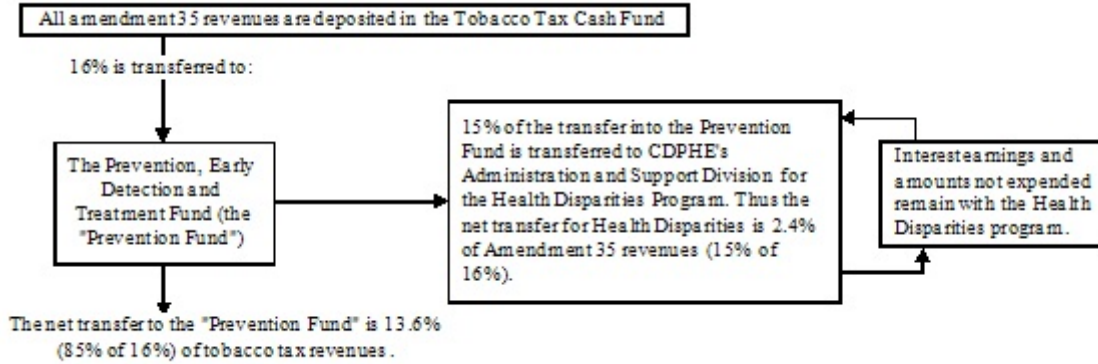 All amendment 35 revenues are deposited in the Tobacco Tax Cash Fund
16% is transferred to:
The Prevention, Early
Detection and
Treatment Fund (the
"Prevention Fund")
15% of the transfer into the Prevention
Fund is transferred to CDPHE's
Administration and Support Division for
the Health Disparities Program. Thus the
net transfer for Health Disparities is 2.4%
of Amendment 35 revenues (15% of
16%).
Interest earnings and
amounts not expended
remain with the Health
Disparities program.
The net transfer to the "Prevention Fund" is 13.6%
(85% of 16%) of tobacco tax revenues.